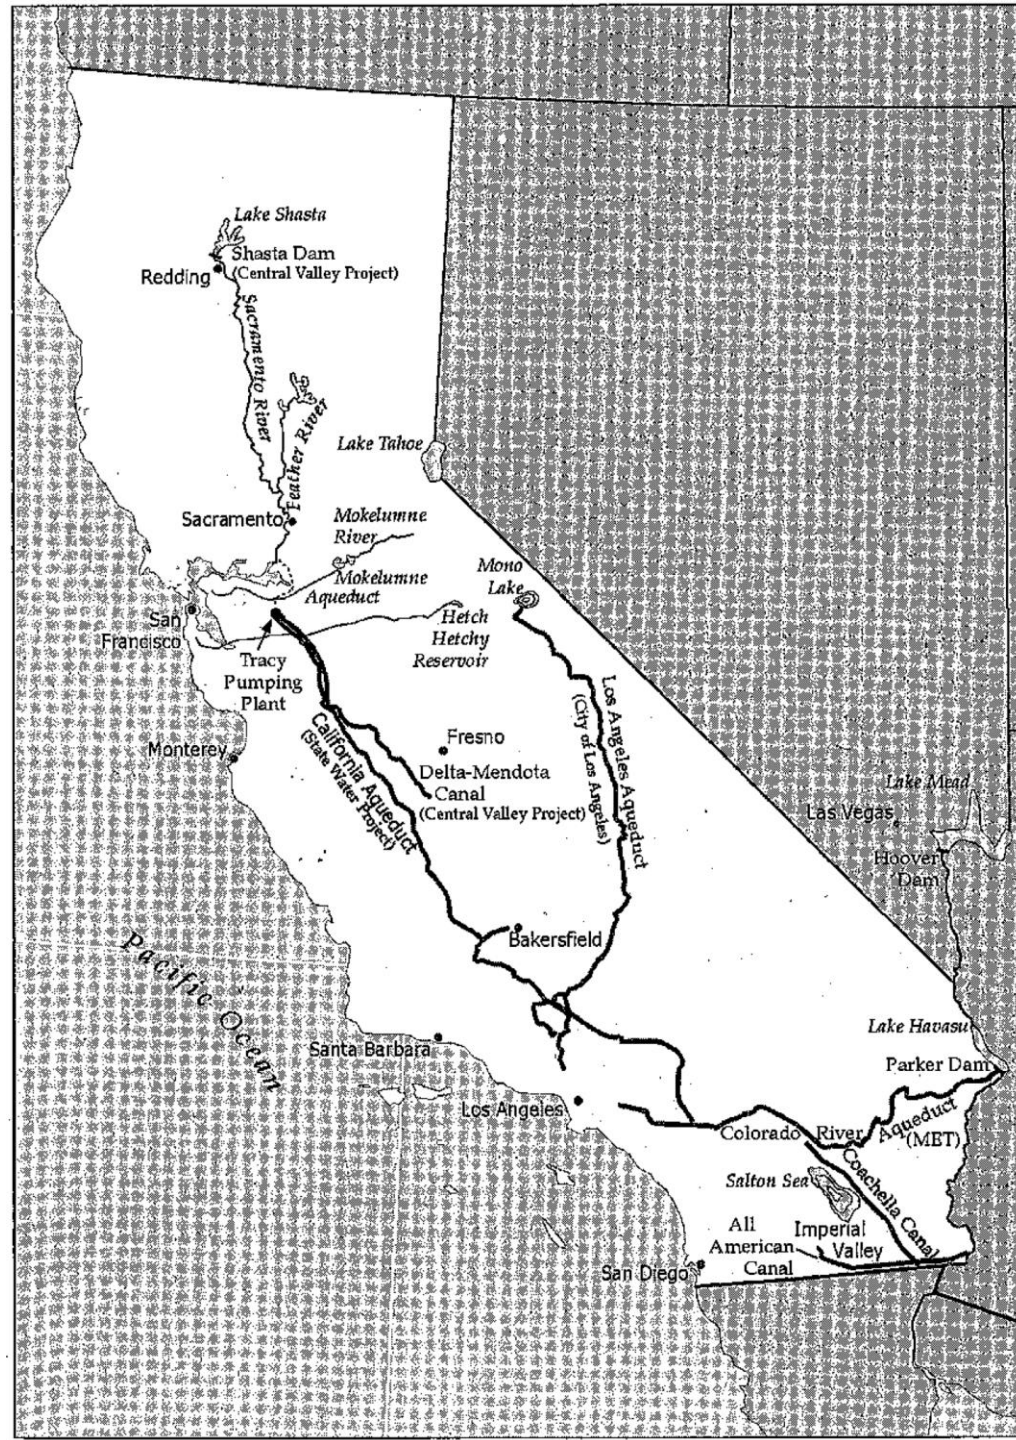 Lake Shasta
Shasta Dam
(Central Valley Project)
Redding
Sacramento River
Feather River
Lake Tahoe
Sacramento
Mokelumne
River
Mokelumne
Aqueduct
Mono
Lake
San
Francisco
Hetch
Hetchy
Reservoir
Tracy
Pumping
Plant
Los Angeles Aqueduct
(City of Los Angeles)
California Aqueduct
(State Water Project)
Monterey
Fresno
Delta-Mendota
Canal
(Central Valley Project)
Lake Mead
Las Vegas
Hoover
Dam
Bakersfield
Pacific Ocean
Lake Havasu
Santa Barbara
Parker Dam
Los Angeles
Colorado River Aqueduct
(MET)
Coachella Canal
Salton Sea
Imperial
Valley
All
American
Canal
San Diego